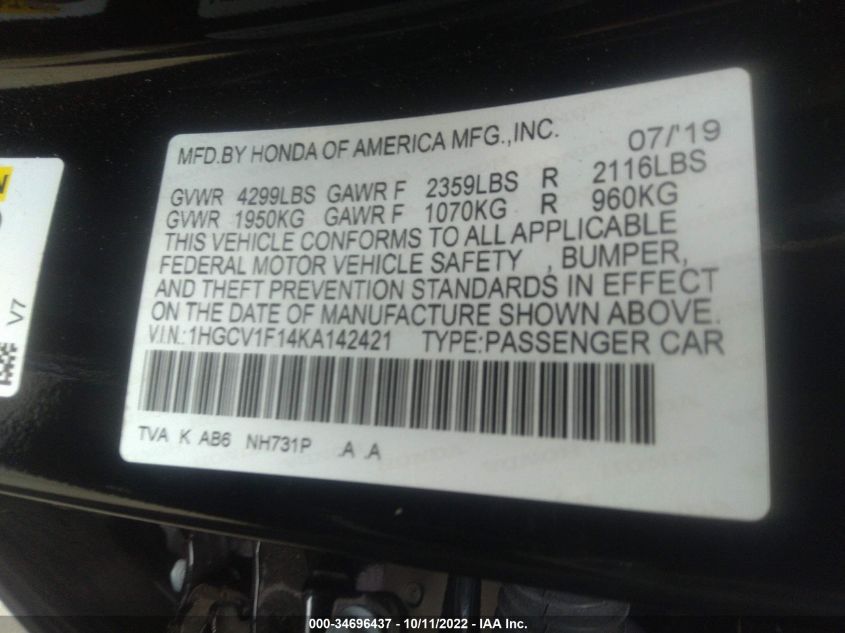 MFD.BY HONDA OF AMERICA MFG.,INC. 07/'19
GVWR 4299LBS GAWR F 2359LBS R 2116LBS
GVWR 1950KG GAWR F 1070KG R 960KG
THIS VEHICLE CONFORMS TO ALL APPLICABLE
FEDERAL MOTOR VEHICLE SAFETY , BUMPER,
AND THEFT PREVENTION STANDARDS IN EFFECT
ON THE DATE OF MANUFACTURE SHOWN ABOVE.
V.I.N.:1HGCV1F14KA142421 TYPE:PASSENGER CAR
TVA K AB6 NH731P .A .A
V7
000-34696437 - 10/11/2022 - IAA Inc.